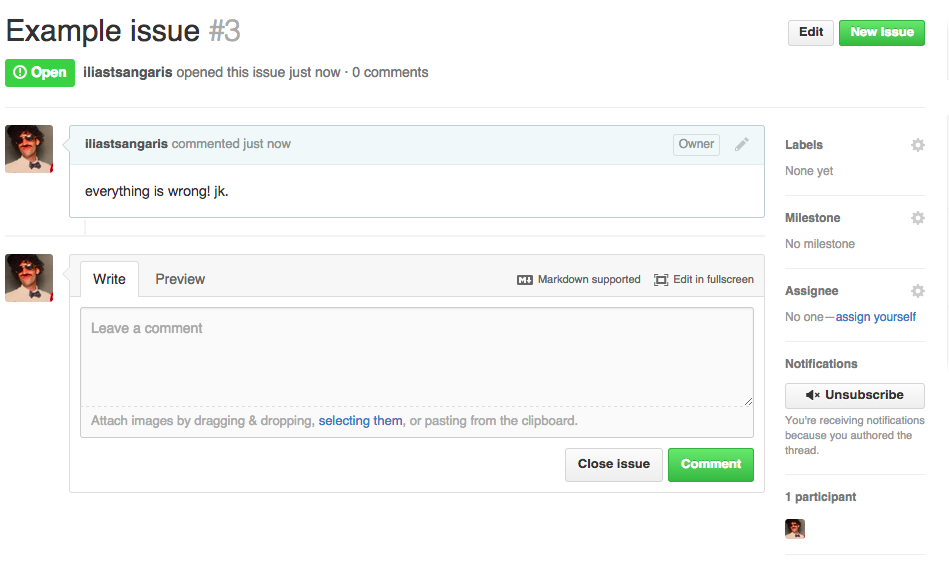 Example issue #3
Edit
New Issue
Open
iliastsangaris opened this issue just now · 0 comments
iliastsangaris commented just now
Owner
everything is wrong! jk.
Write
Preview
Markdown supported
Edit in fullscreen
Leave a comment
Attach images by dragging & dropping, selecting them, or pasting from the clipboard.
Close issue
Comment
Labels
None yet
Milestone
No milestone
Assignee
No one—assign yourself
Notifications
Unsubscribe
You're receiving notifications
because you authored the
thread.
1 participant